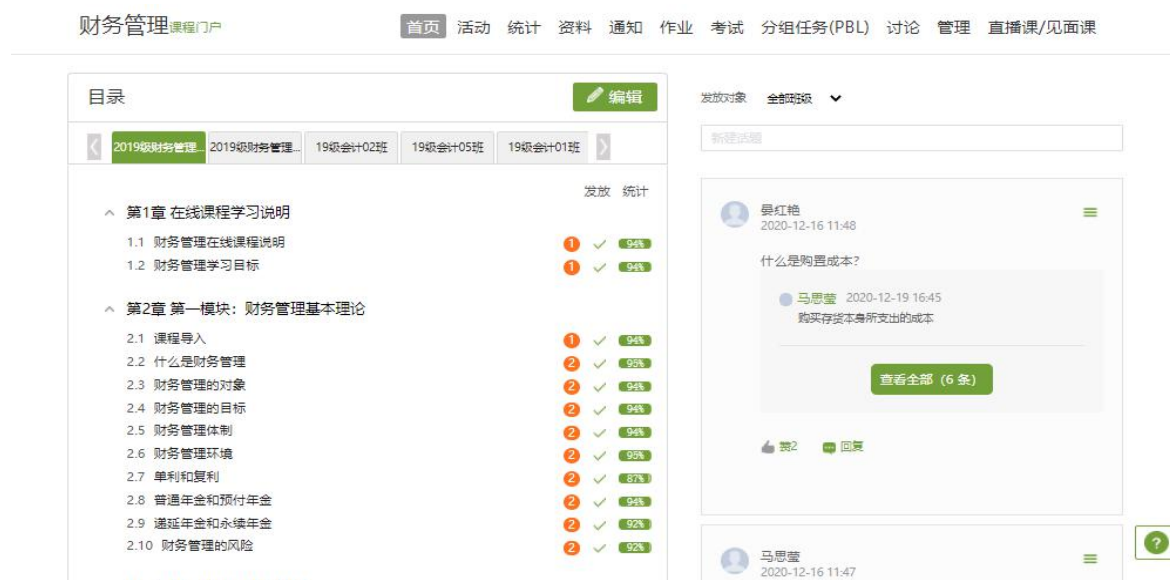 财务管理课程门户
首页 活动 统计 资料 通知 作业 考试 分组任务(PBL) 讨论 管理 直播课/见面课
目录
编辑
2019级财务管理... 2019级财务管理... 19级会计02班 19级会计05班 19级会计01班
发放 统计
第1章 在线课程学习说明
1.1 财务管理在线课程说明 1 94%
1.2 财务管理学习目标 1 94%
第2章 第一模块：财务管理基本理论
2.1 课程导入 1 94%
2.2 什么是财务管理 2 95%
2.3 财务管理的对象 2 94%
2.4 财务管理的目标 2 94%
2.5 财务管理体制 2 94%
2.6 财务管理环境 2 95%
2.7 单利和复利 2 87%
2.8 普通年金和预付年金 2 94%
2.9 递延年金和永续年金 2 92%
2.10 财务管理的风险 2 92%
发放对象 全部班级
新建话题
晏红艳
2020-12-16 11:48
什么是购置成本?
马思莹 2020-12-19 16:45
购买存货本身所支出的成本
查看全部（6 条）
赞2 回复
马思莹
2020-12-16 11:47
?